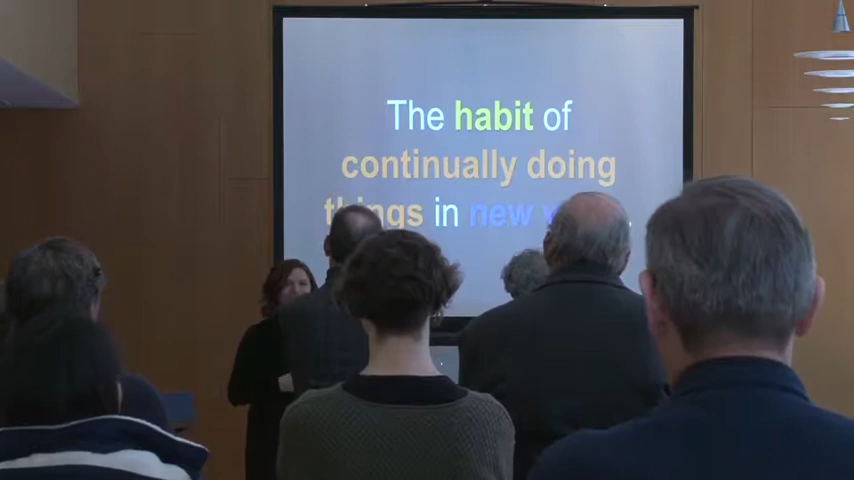 The habit of
continually doing
things in new